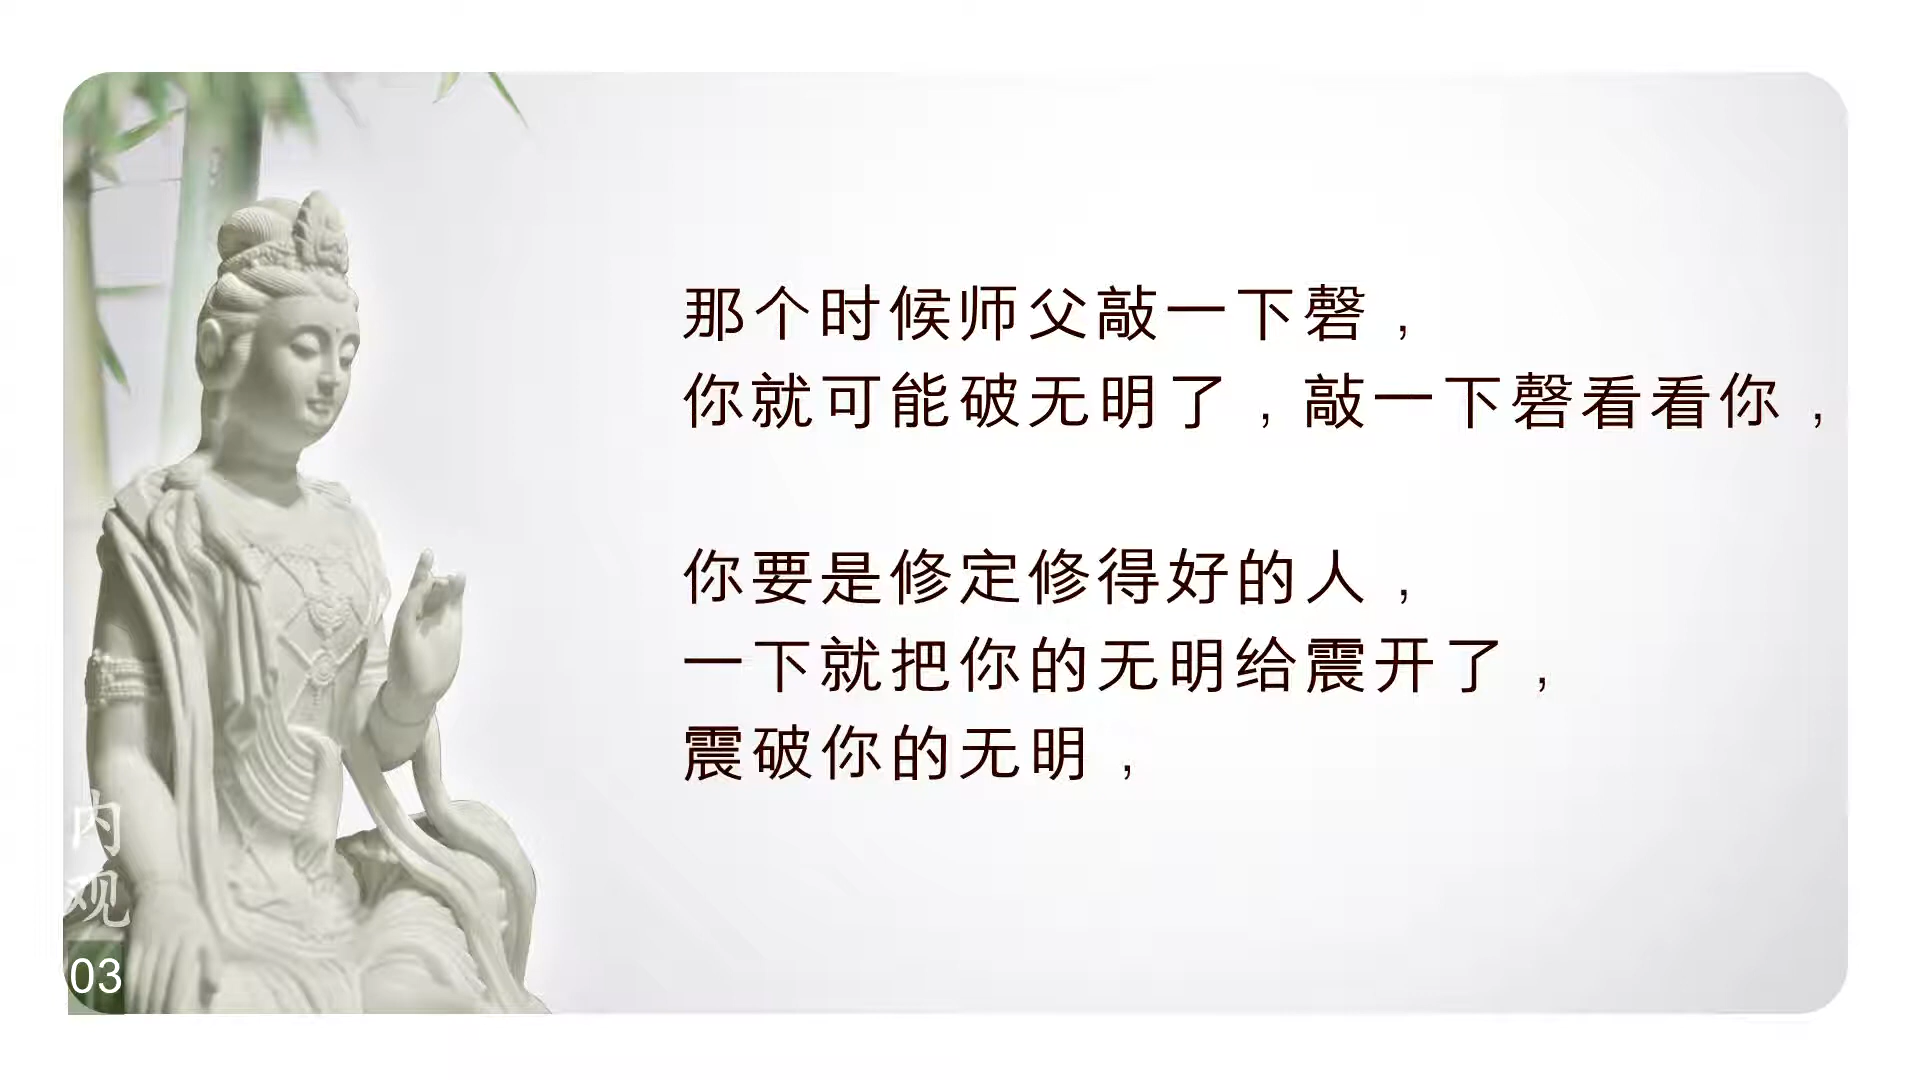 那个时候师父敲一下磬，
你就可能破无明了，敲一下磬看看你，
你要是修定修得好的人，
一下就把你的无明给震开了，
震破你的无明，
内观
03